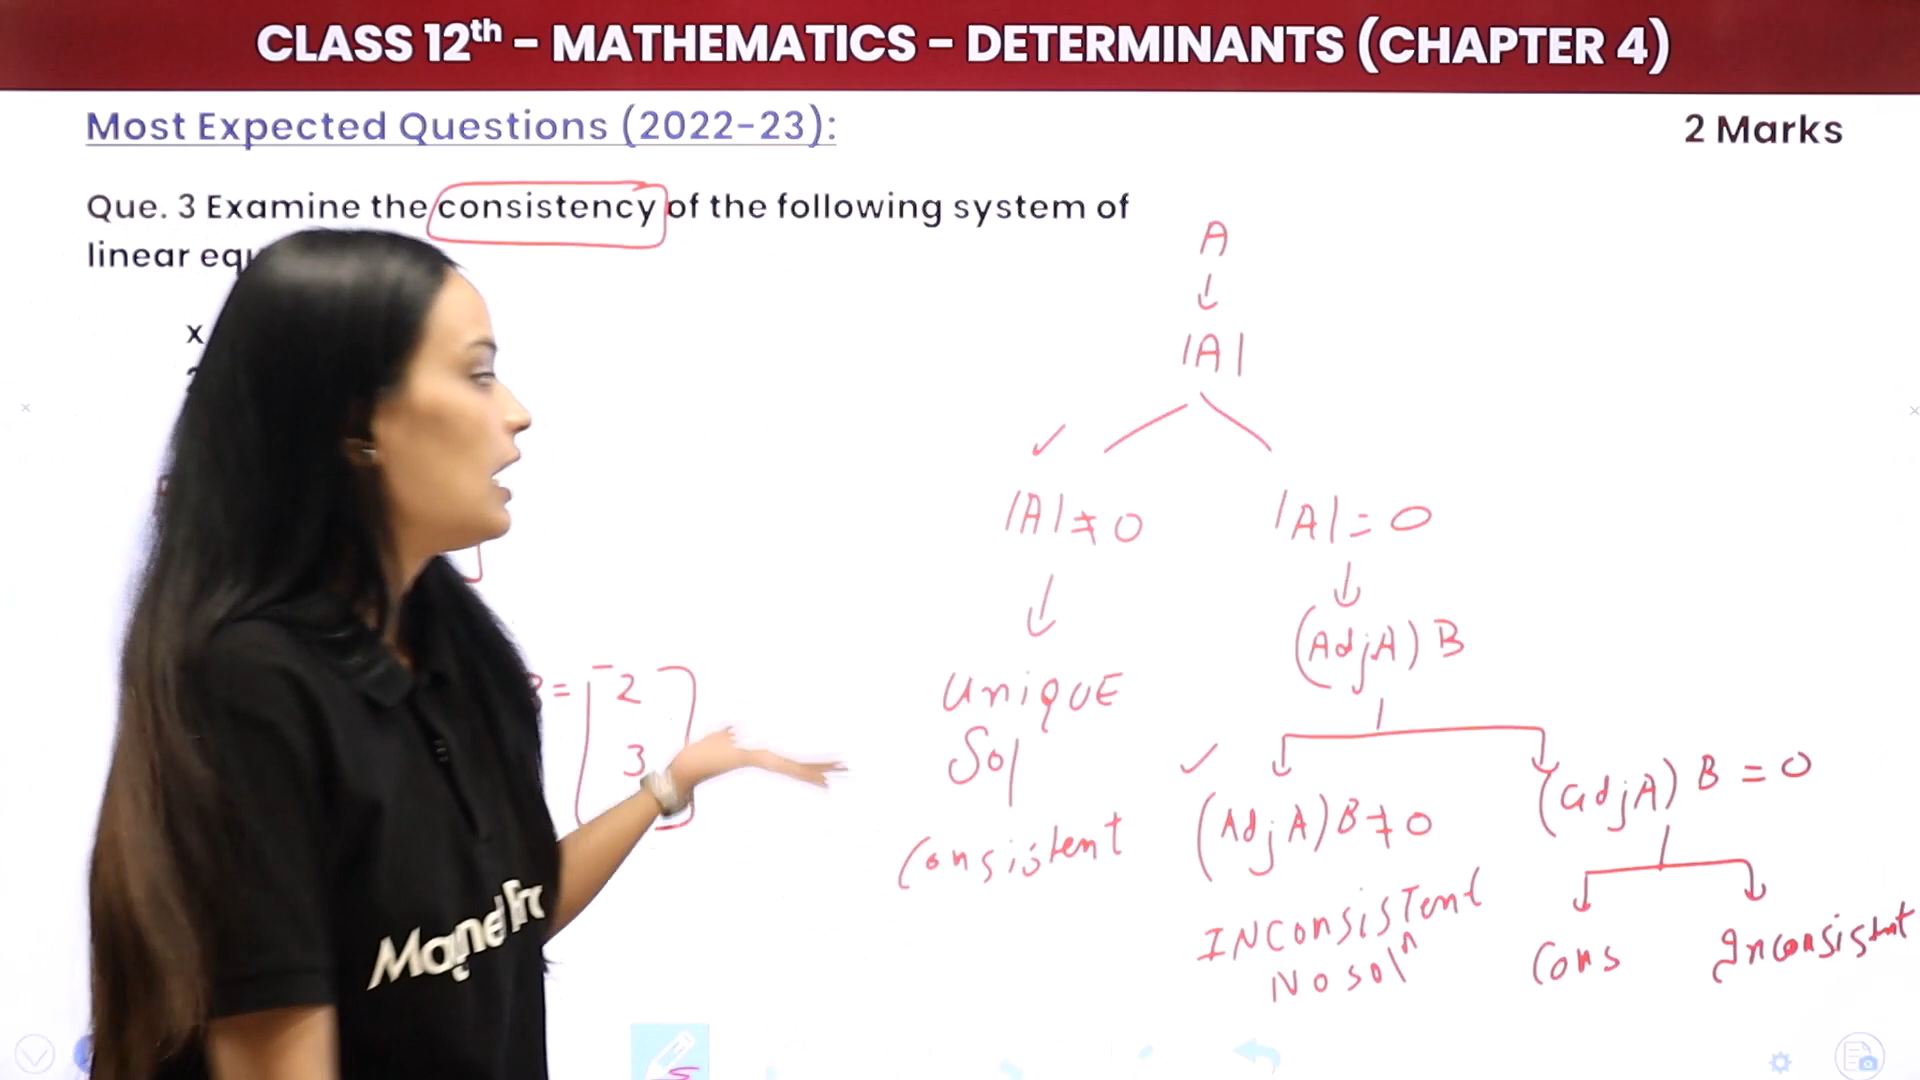 CLASS 12th - MATHEMATICS - DETERMINANTS (CHAPTER 4)
Most Expected Questions (2022-23):
2 Marks
Que. 3 Examine the consistency of the following system of
linear
x
A
↓
|A|
✓
|A| ≠ 0
|A| = 0
↓
↓
(AdjA) B
= [2
3]
UniqUE
Sol
Consistent
✓
(AdjA) B ≠ 0
(adjA) B = 0
INConsisTent
No solⁿ
Cons
Inconsistent